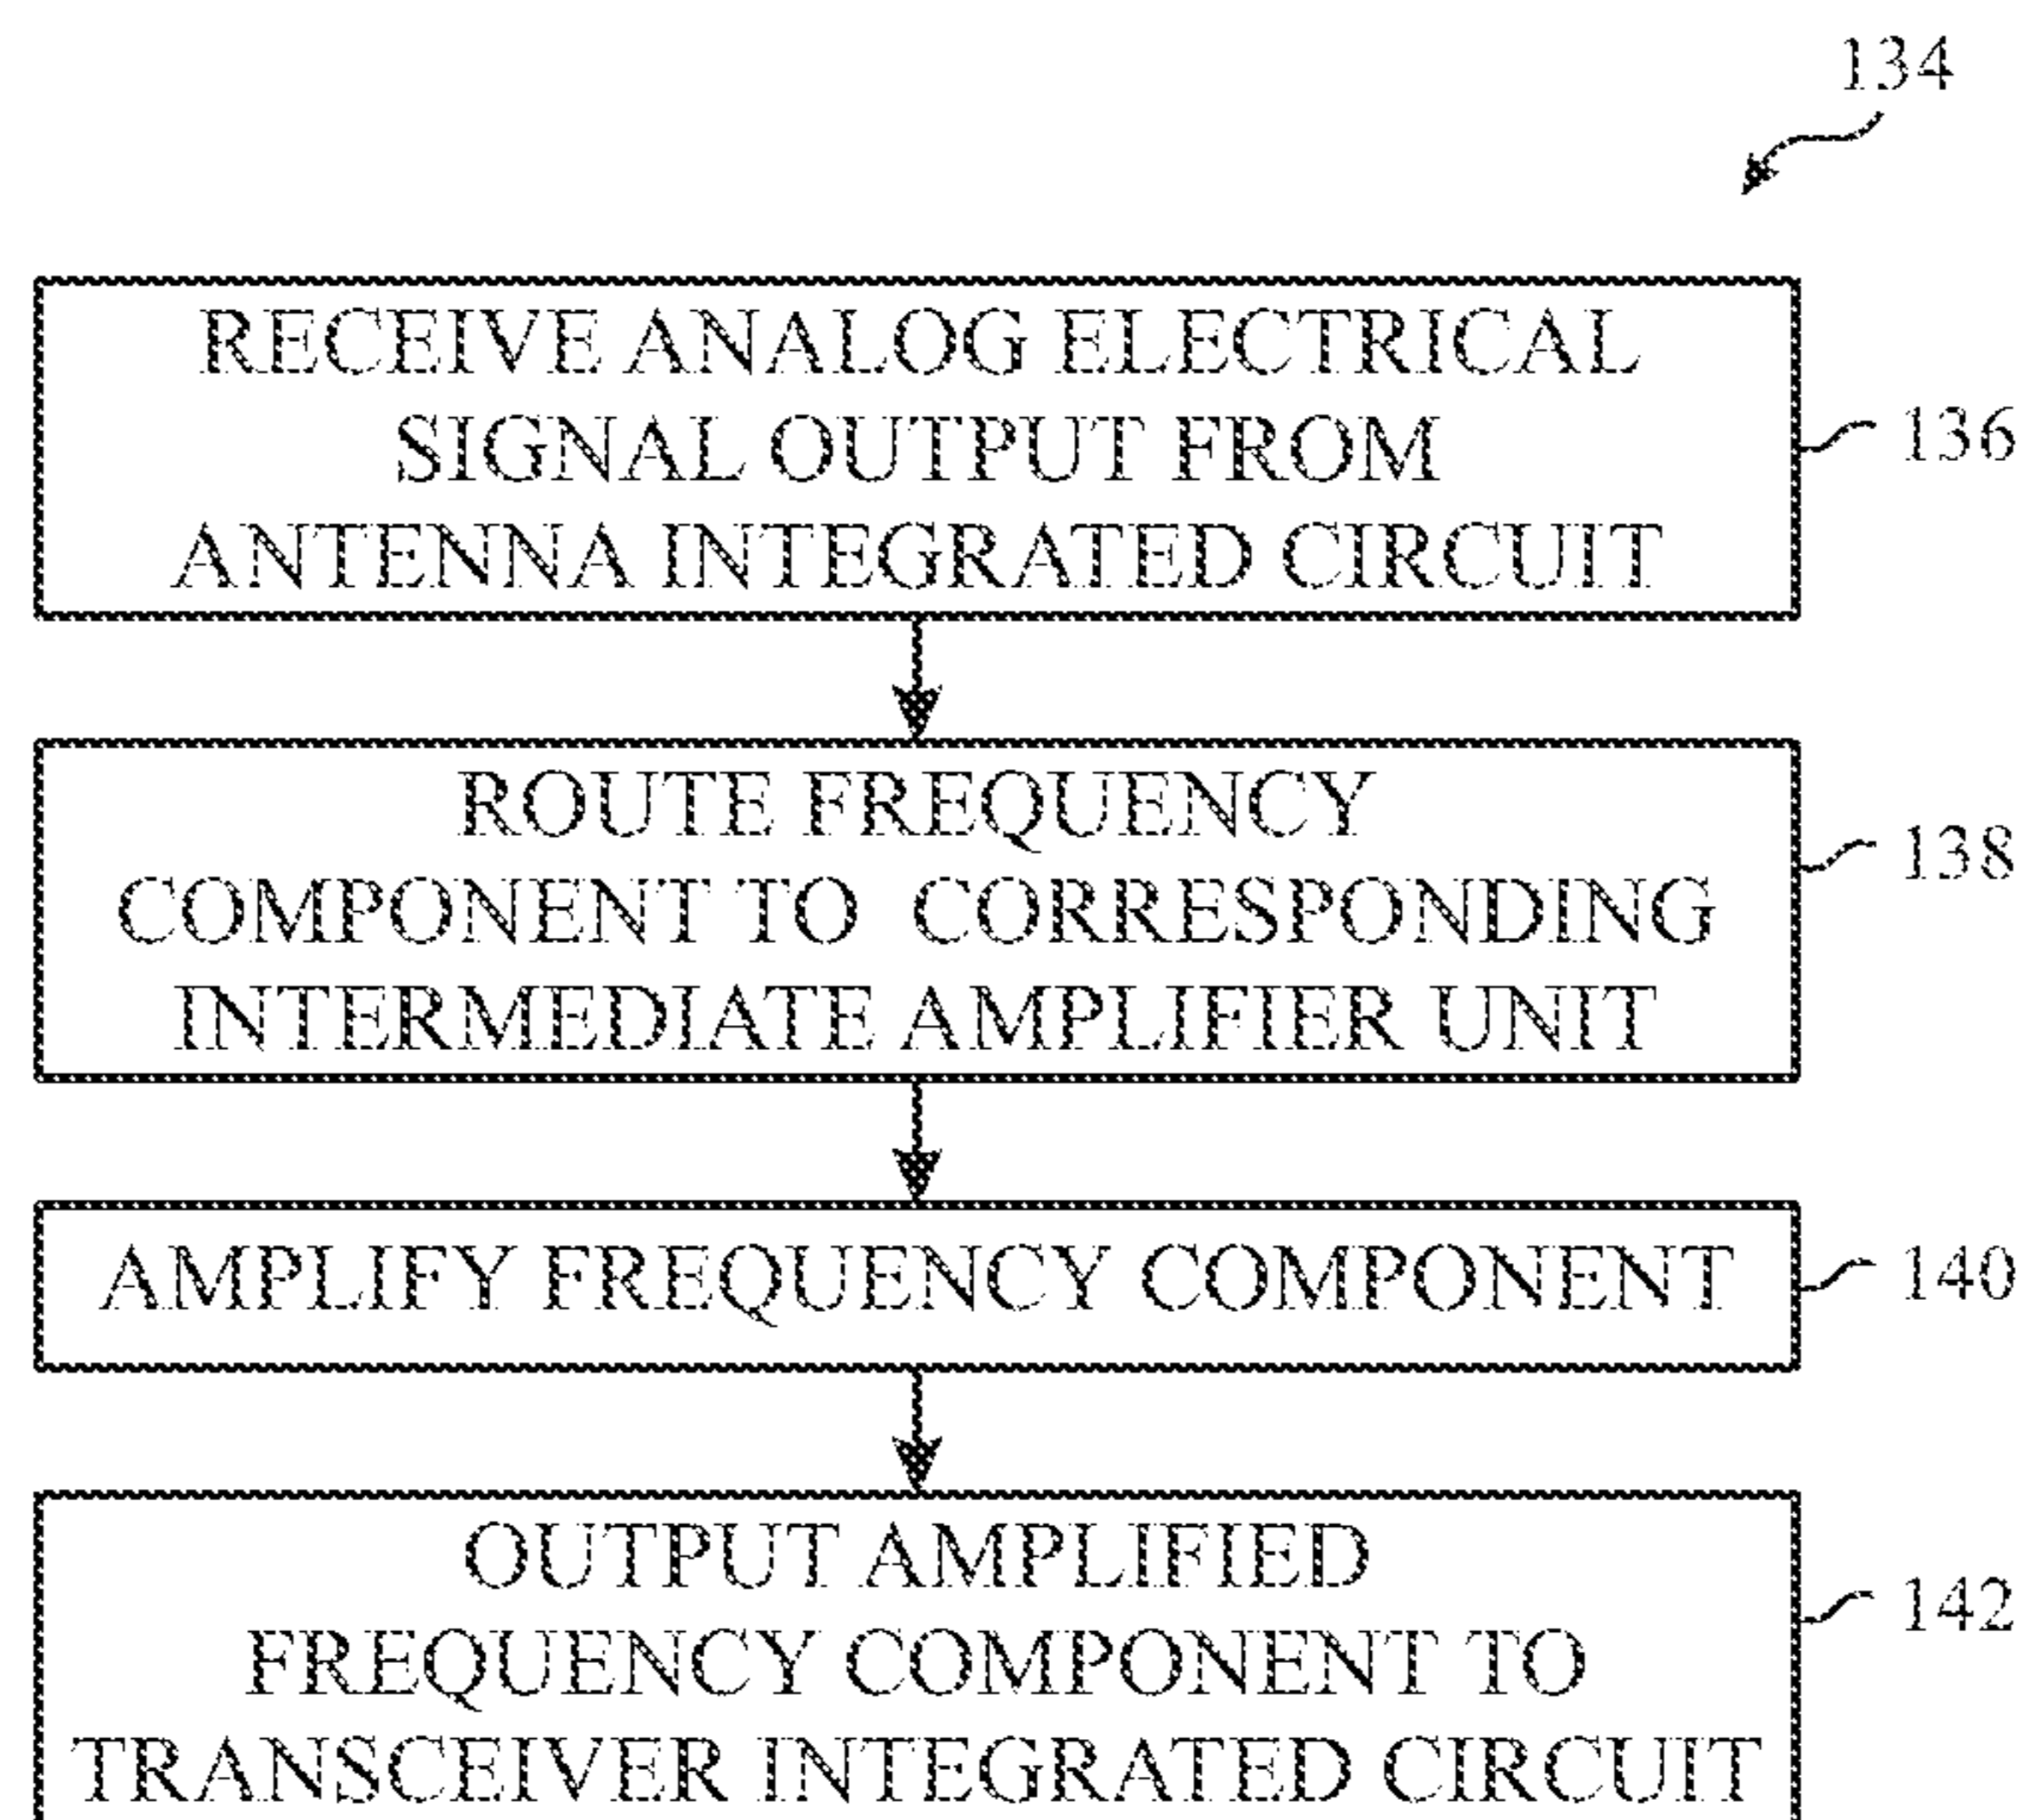 134
RECEIVE ANALOG ELECTRICAL
SIGNAL OUTPUT FROM
ANTENNA INTEGRATED CIRCUIT
136
ROUTE FREQUENCY
COMPONENT TO CORRESPONDING
INTERMEDIATE AMPLIFIER UNIT
138
AMPLIFY FREQUENCY COMPONENT
140
OUTPUT AMPLIFIED
FREQUENCY COMPONENT TO
TRANSCEIVER INTEGRATED CIRCUIT
142